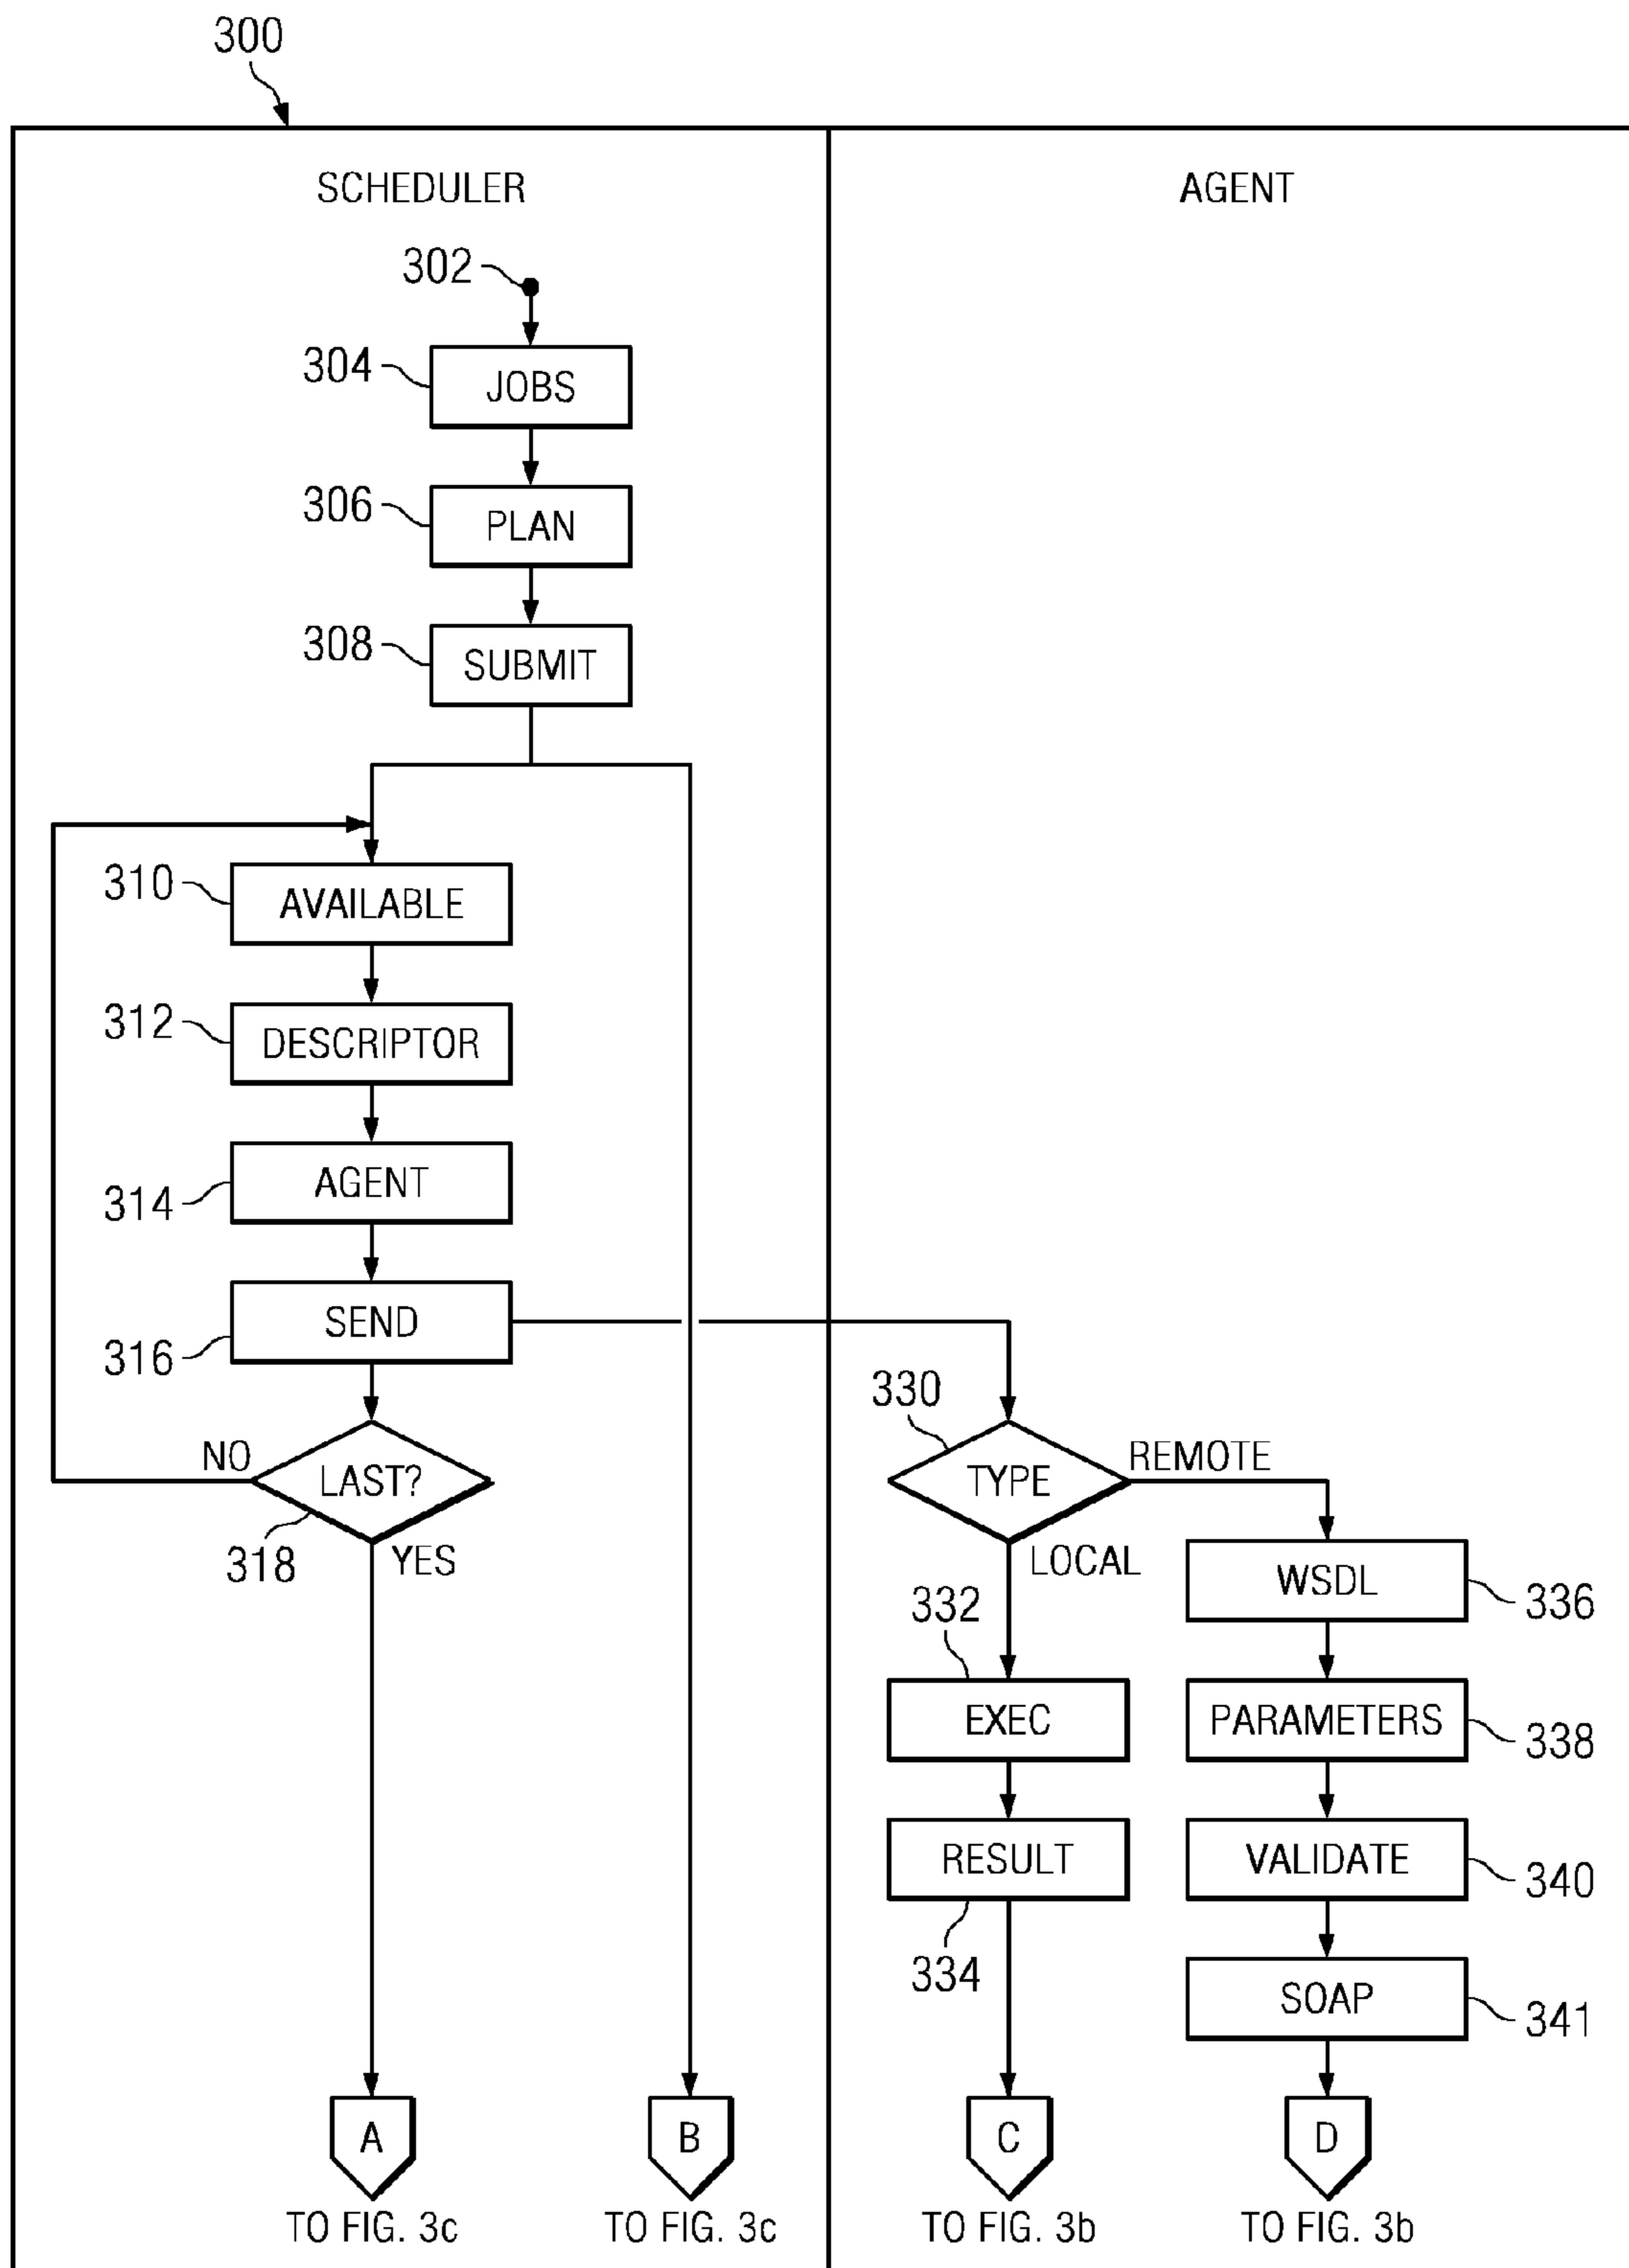 300
SCHEDULER
AGENT
302
304
JOBS
306
PLAN
308
SUBMIT
310
AVAILABLE
312
DESCRIPTOR
314
AGENT
316
SEND
NO
LAST?
318
YES
330
TYPE
REMOTE
LOCAL
332
EXEC
RESULT
334
WSDL
336
PARAMETERS
338
VALIDATE
340
SOAP
341
A
B
C
D
TO FIG. 3c
TO FIG. 3c
TO FIG. 3b
TO FIG. 3b